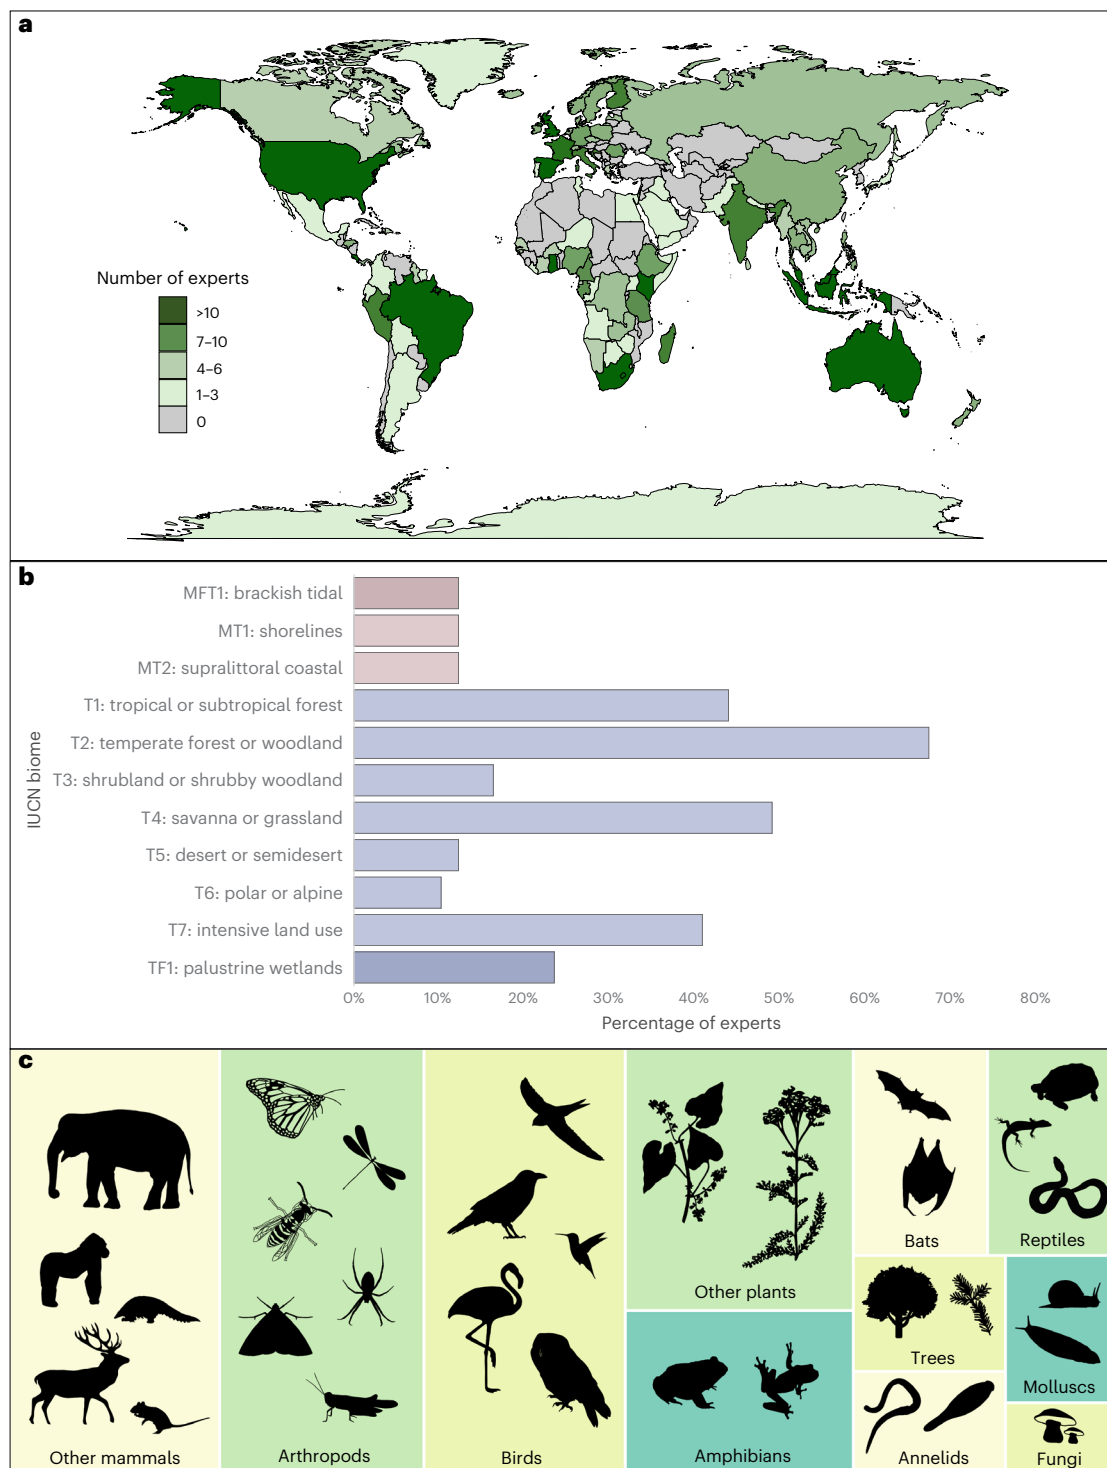 a
Number of experts
>10
7–10
4–6
1–3
0
b
IUCN biome
MFT1: brackish tidal
MT1: shorelines
MT2: supralittoral coastal
T1: tropical or subtropical forest
T2: temperate forest or woodland
T3: shrubland or shrubby woodland
T4: savanna or grassland
T5: desert or semidesert
T6: polar or alpine
T7: intensive land use
TF1: palustrine wetlands
0% 10% 20% 30% 40% 50% 60% 70% 80%
Percentage of experts
c
Other mammals
Arthropods
Birds
Other plants
Amphibians
Bats
Reptiles
Trees
Molluscs
Annelids
Fungi